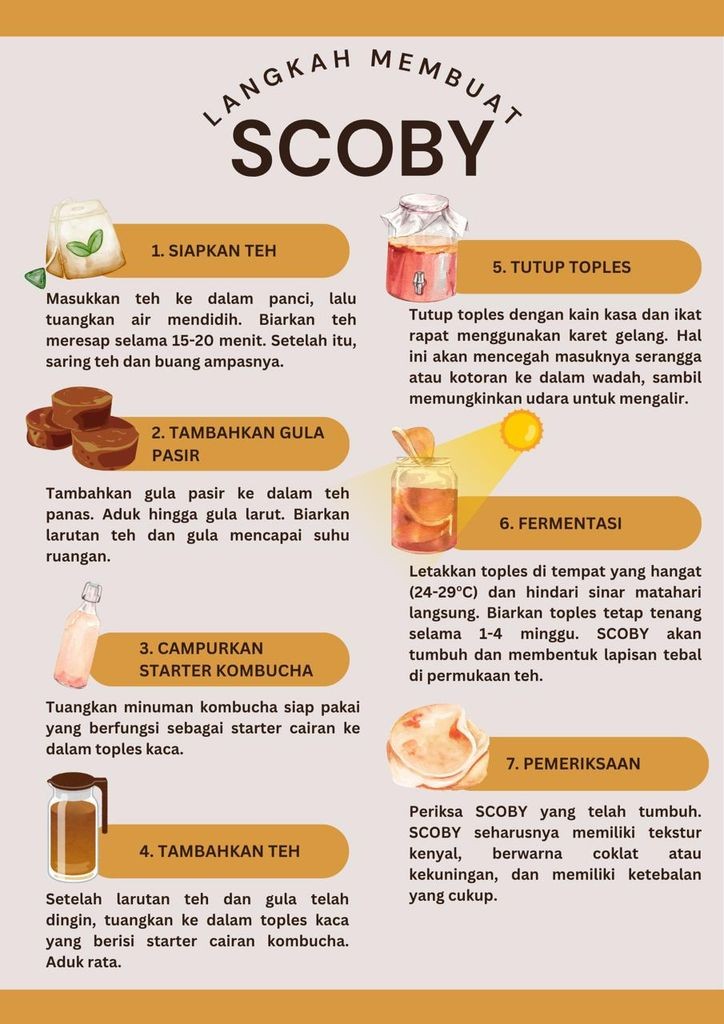 LANGKAH MEMBUAT
SCOBY
1. SIAPKAN TEH
Masukkan teh ke dalam panci, lalu
tuangkan air mendidih. Biarkan teh
meresap selama 15-20 menit. Setelah itu,
saring teh dan buang ampasnya.
2. TAMBAHKAN GULA
PASIR
Tambahkan gula pasir ke dalam teh
panas. Aduk hingga gula larut. Biarkan
larutan teh dan gula mencapai suhu
ruangan.
3. CAMPURKAN
STARTER KOMBUCHA
Tuangkan minuman kombucha siap pakai
yang berfungsi sebagai starter cairan ke
dalam toples kaca.
4. TAMBAHKAN TEH
Setelah larutan teh dan gula telah
dingin, tuangkan ke dalam toples kaca
yang berisi starter cairan kombucha.
Aduk rata.
5. TUTUP TOPLES
Tutup toples dengan kain kasa dan ikat
rapat menggunakan karet gelang. Hal
ini akan mencegah masuknya serangga
atau kotoran ke dalam wadah, sambil
memungkinkan udara untuk mengalir.
6. FERMENTASI
Letakkan toples di tempat yang hangat
(24-29°C) dan hindari sinar matahari
langsung. Biarkan toples tetap tenang
selama 1-4 minggu. SCOBY akan
tumbuh dan membentuk lapisan tebal
di permukaan teh.
7. PEMERIKSAAN
Periksa SCOBY yang telah tumbuh.
SCOBY seharusnya memiliki tekstur
kenyal, berwarna coklat atau
kekuningan, dan memiliki ketebalan
yang cukup.